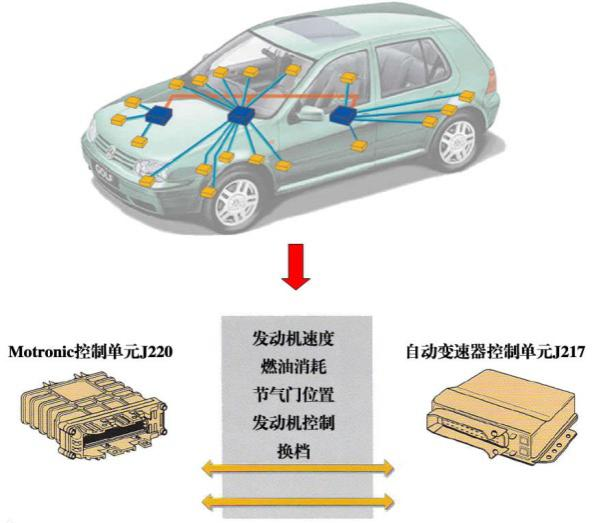 GOLF
发动机速度
Motronic控制单元J220
自动变速器控制单元J217
燃油消耗
节气门位置
发动机控制
换档